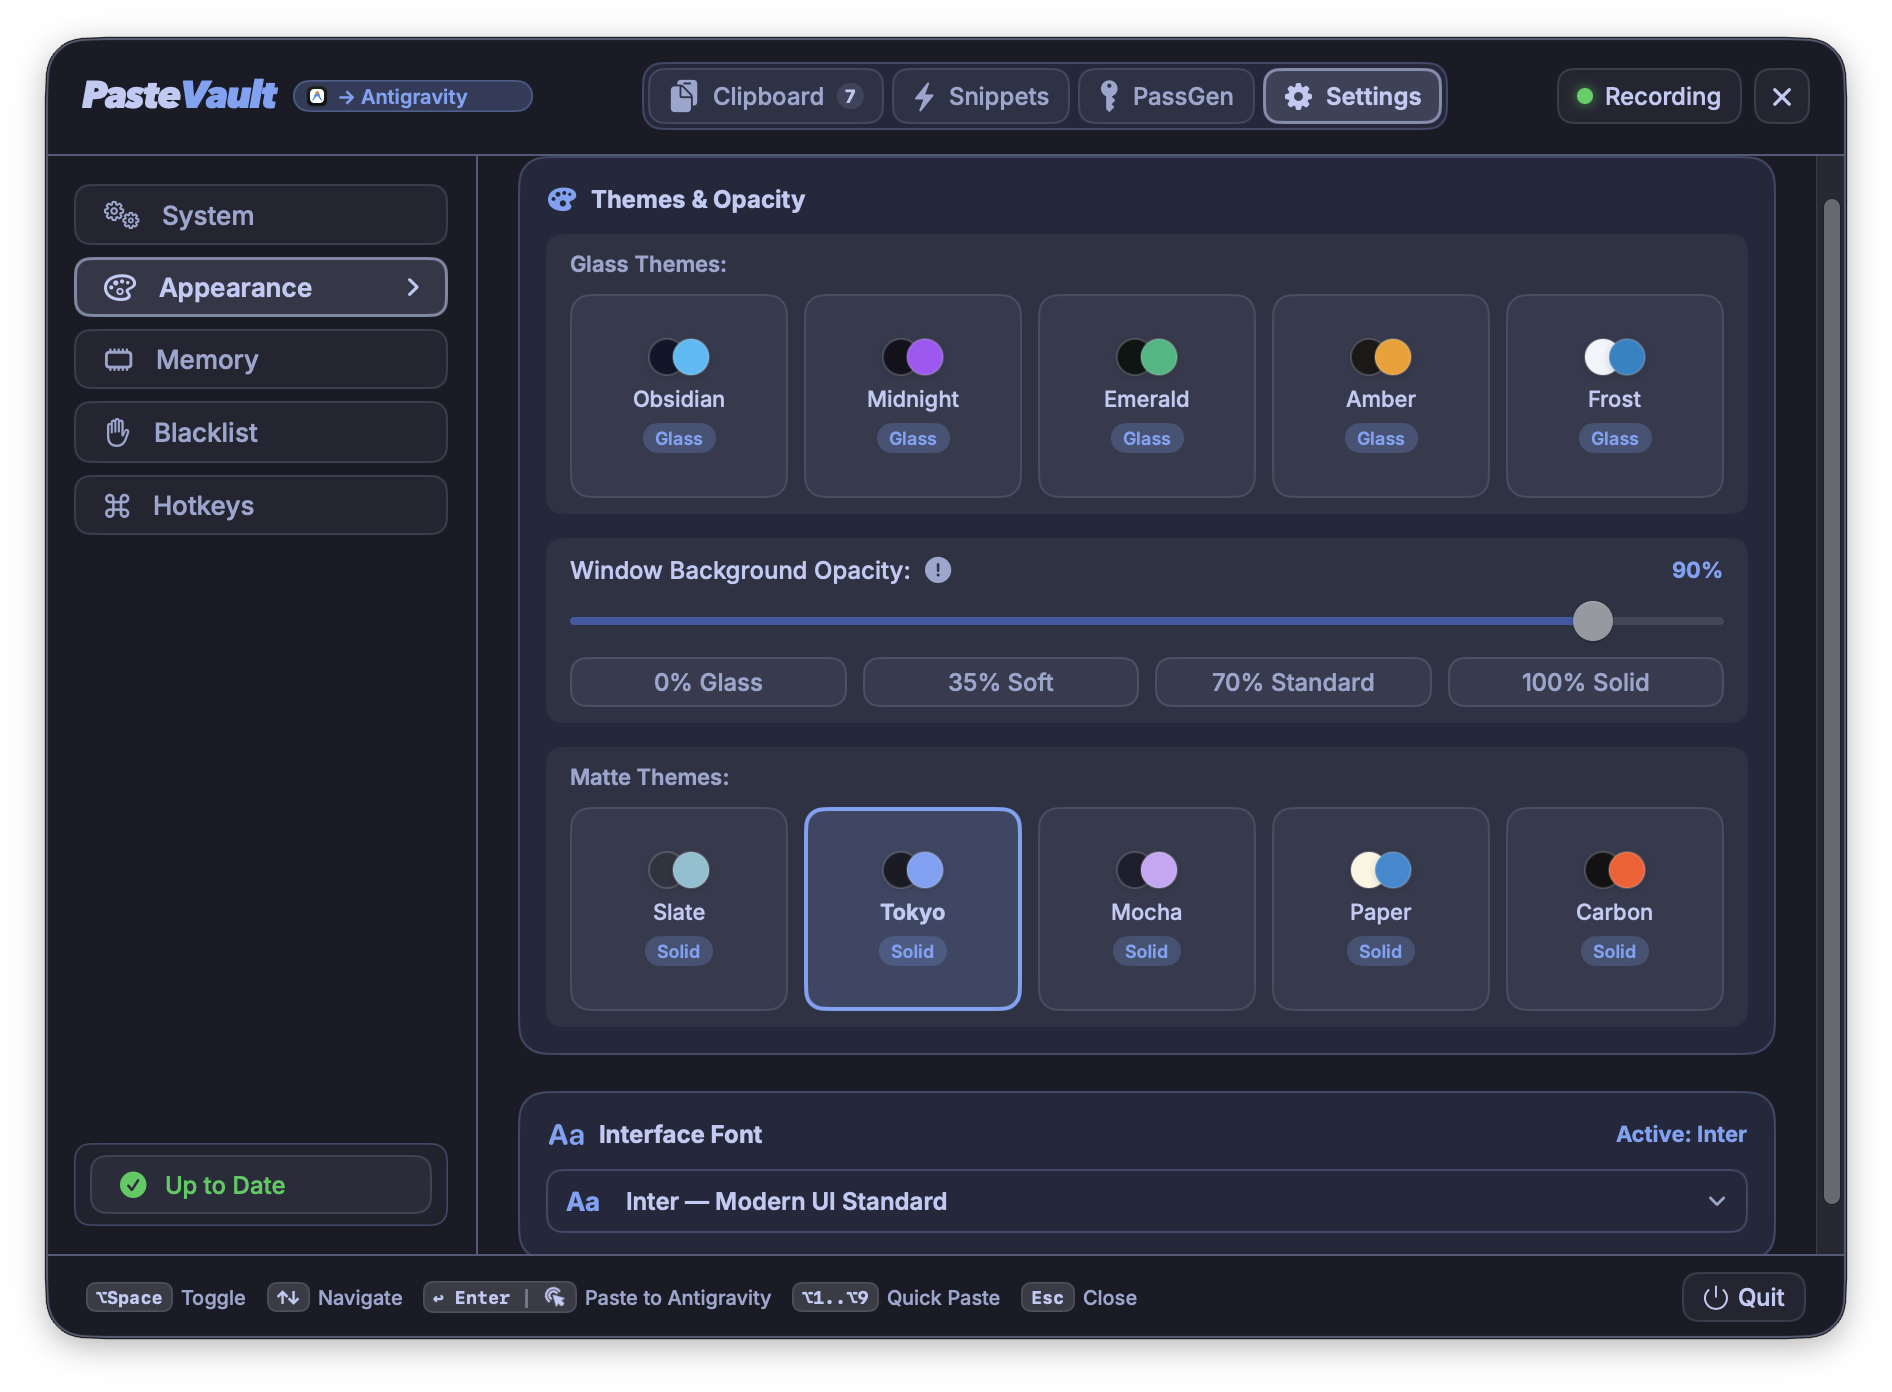 PasteVault
→ Antigravity
Clipboard 7
Snippets
PassGen
Settings
Recording
System
Appearance
Memory
Blacklist
Hotkeys
Up to Date
Themes & Opacity
Glass Themes:
Obsidian
Glass
Midnight
Glass
Emerald
Glass
Amber
Glass
Frost
Glass
Window Background Opacity:
90%
0% Glass
35% Soft
70% Standard
100% Solid
Matte Themes:
Slate
Solid
Tokyo
Solid
Mocha
Solid
Paper
Solid
Carbon
Solid
Aa Interface Font
Active: Inter
Aa Inter — Modern UI Standard
⌥Space Toggle
↑↓ Navigate
↩ Enter | Paste to Antigravity
⌥1..⌥9 Quick Paste
Esc Close
Quit